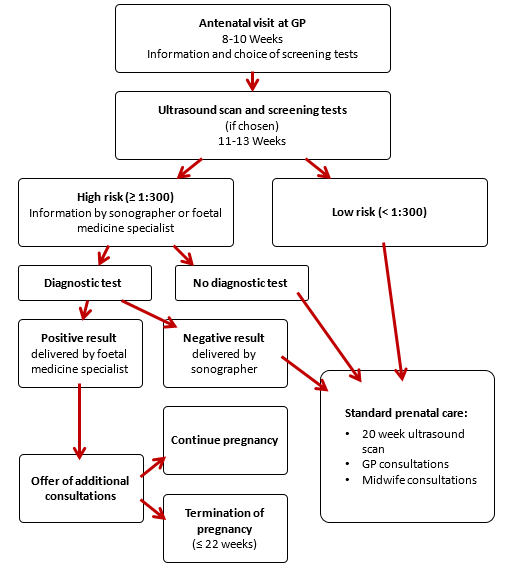 Antenatal visit at GP
8-10 Weeks
Information and choice of screening tests
Ultrasound scan and screening tests
(if chosen)
11-13 Weeks
High risk (≥ 1:300)
Information by sonographer or foetal
medicine specialist
Low risk (< 1:300)
Diagnostic test
No diagnostic test
Positive result
delivered by foetal
medicine specialist
Negative result
delivered by
sonographer
Standard prenatal care:
• 20 week ultrasound
scan
• GP consultations
• Midwife consultations
Continue pregnancy
Offer of additional
consultations
Termination of
pregnancy
(≤ 22 weeks)